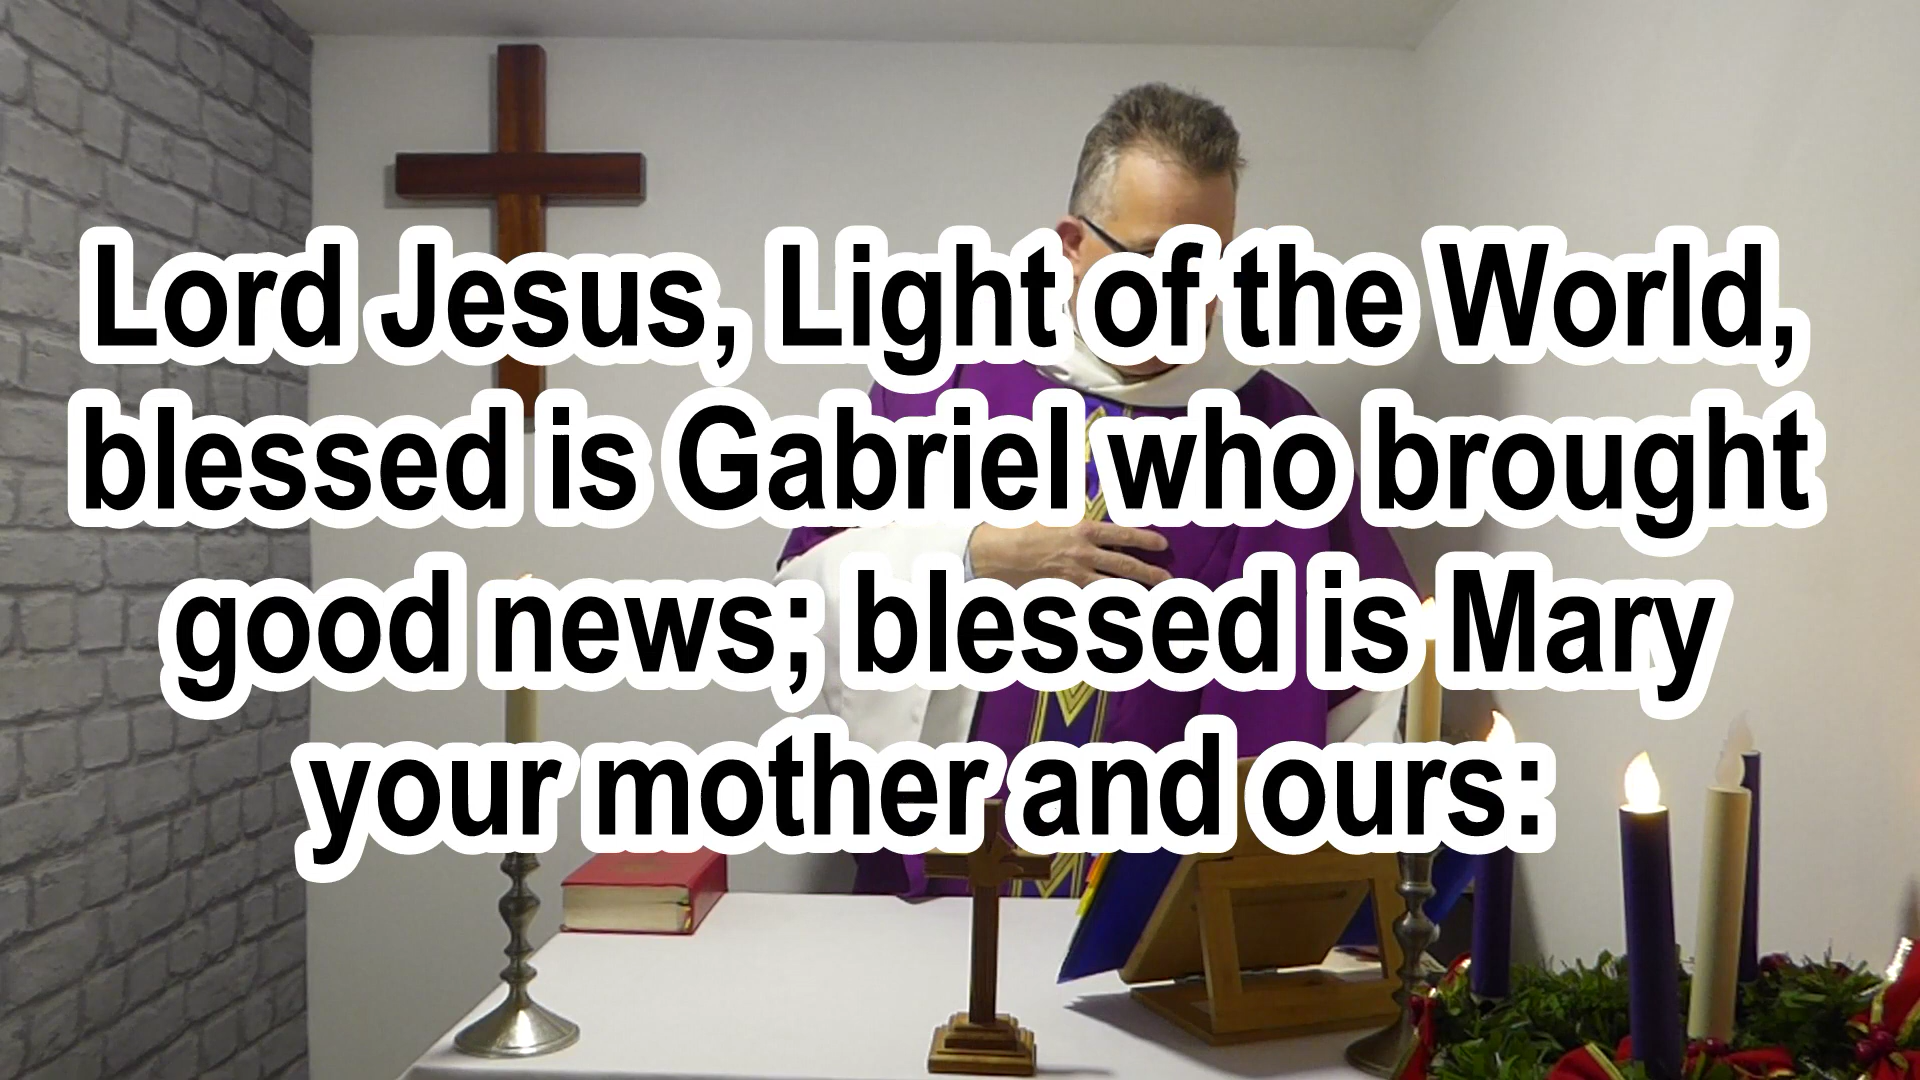 Lord Jesus, Light of the World,
blessed is Gabriel who brought
good news; blessed is Mary
your mother and ours: